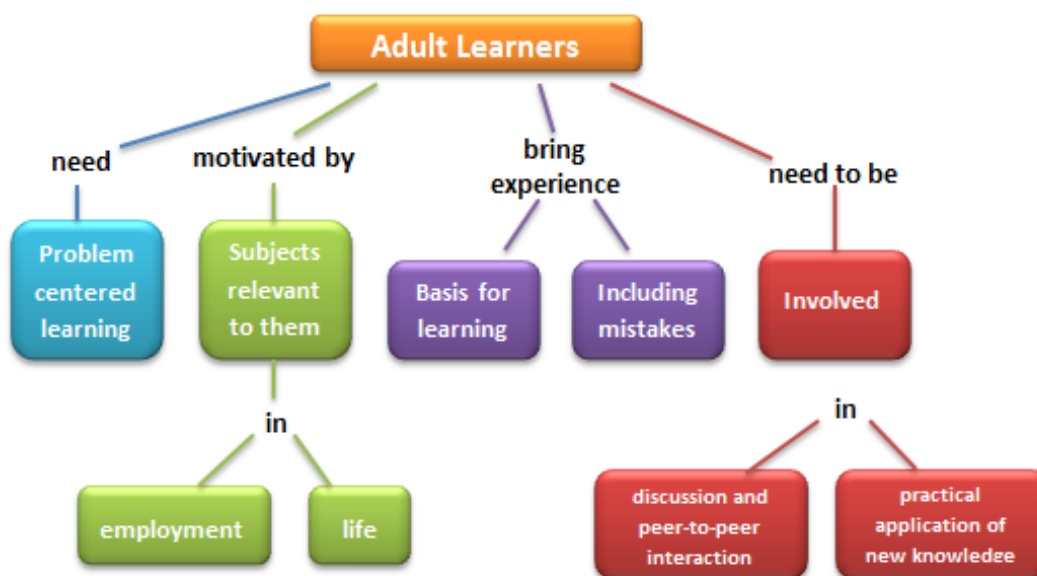 Adult Learners
need
motivated by
bring
experience
need to be
Problem
centered
learning
Subjects
relevant
to them
Basis for
learning
Including
mistakes
Involved
in
in
employment
life
discussion and
peer-to-peer
interaction
practical
application of
new knowledge